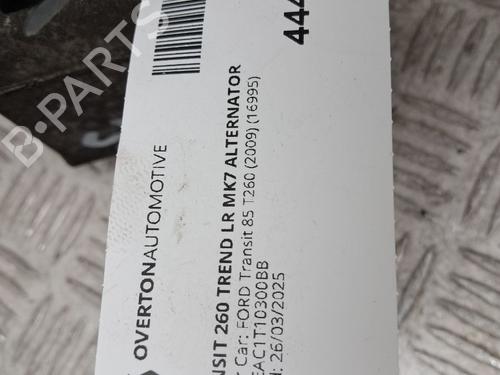 B-PARTS
444
OVERTONAUTOMOTIVE
NSIT 260 TREND LR MK7 ALTERNATOR
Car: FORD Transit 85 T260 (2009) (16995)
EAC1T10300BB
: 26/03/2025